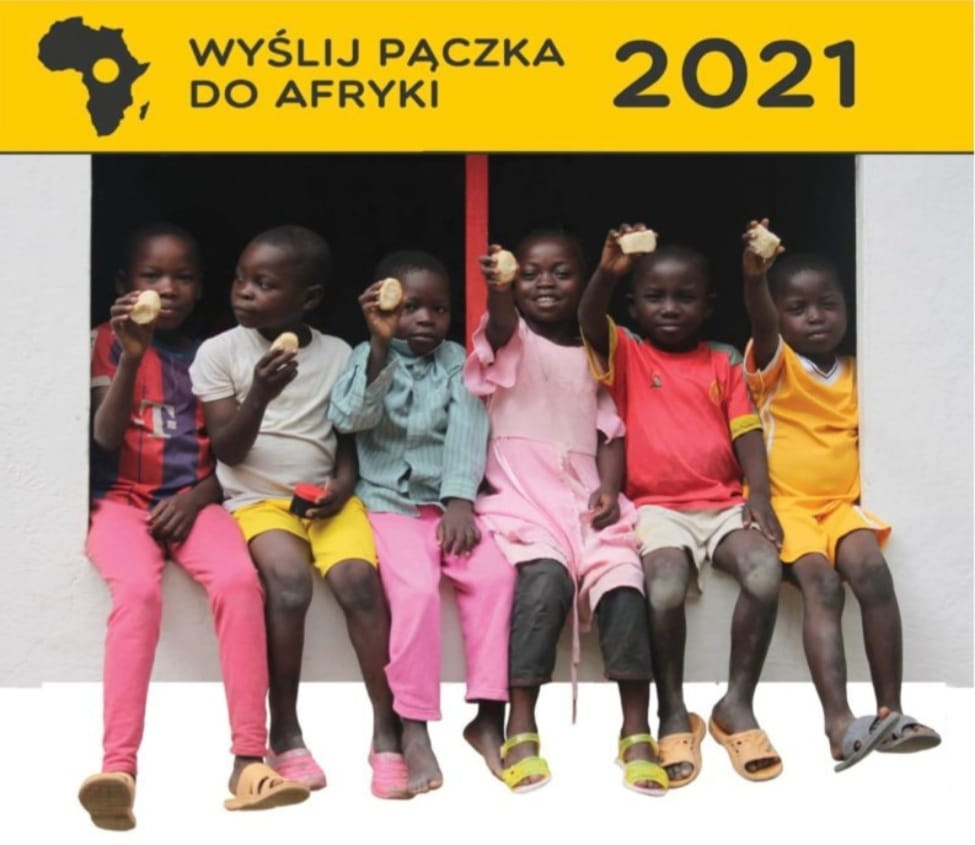 WYŚLIJ PĄCZKA
DO AFRYKI
2021
T